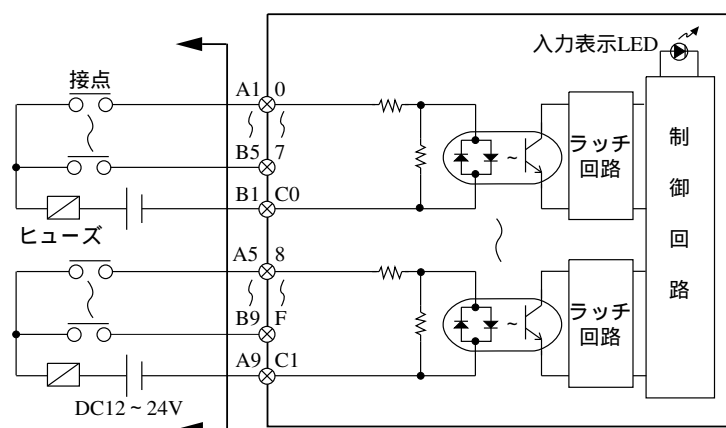 入力表示LED
接点
A1 0
B5 7
B1 C0
ヒューズ
ラッチ
回路
制
御
回
路
A5 8
B9 F
A9 C1
ラッチ
回路
DC12~24V
~
~